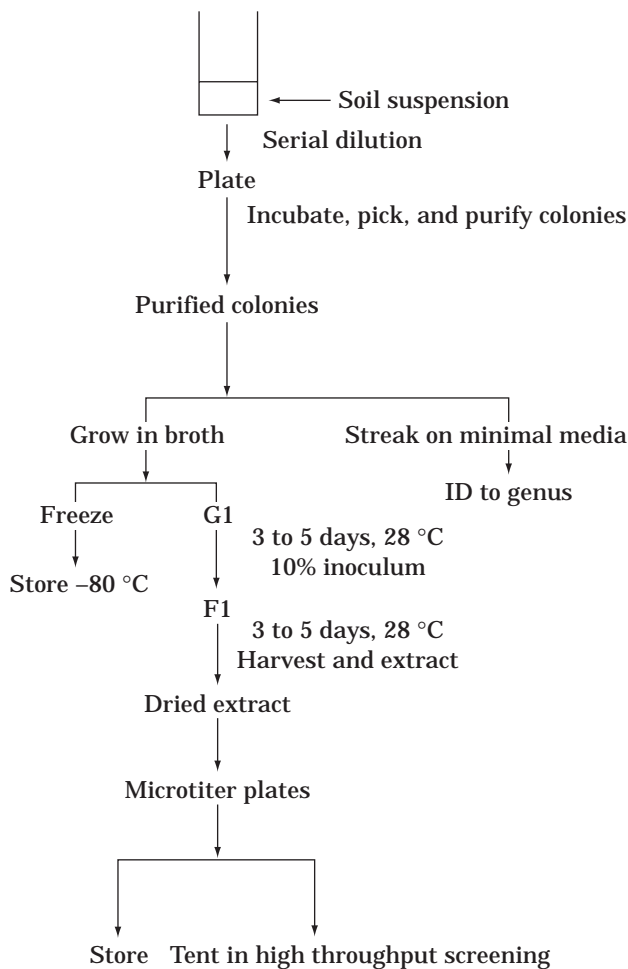 Soil suspension
Serial dilution
Plate
Incubate, pick, and purify colonies
Purified colonies
Grow in broth
Streak on minimal media
ID to genus
Freeze
G1
3 to 5 days, 28 °C
10% inoculum
Store –80 °C
F1
3 to 5 days, 28 °C
Harvest and extract
Dried extract
Microtiter plates
Store
Tent in high throughput screening